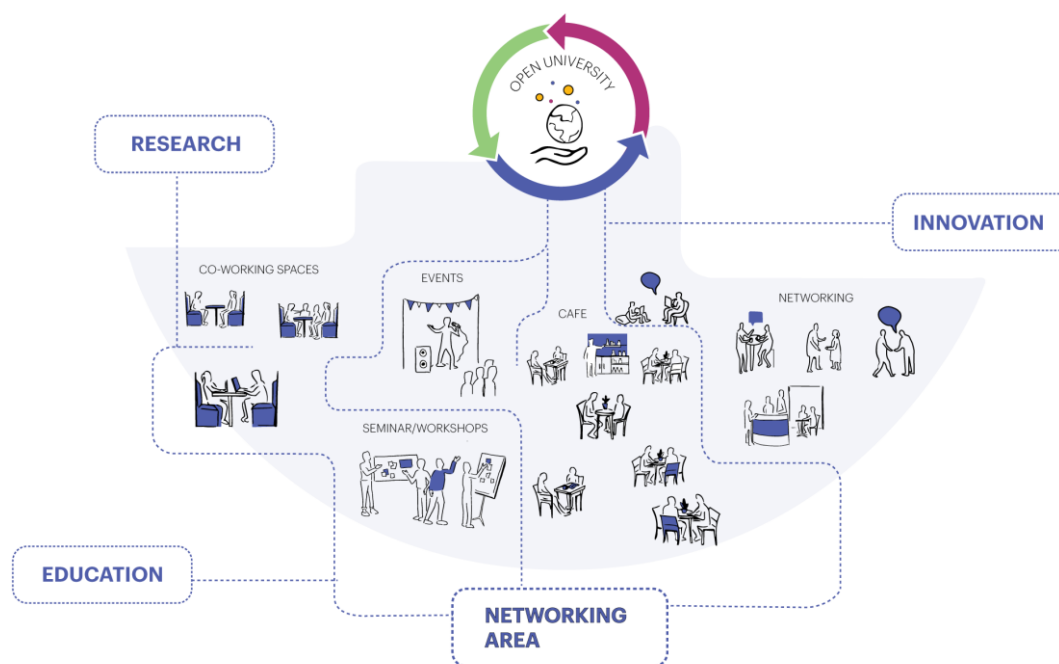 OPEN UNIVERSITY
RESEARCH
INNOVATION
CO-WORKING SPACES
EVENTS
CAFE
NETWORKING
SEMINAR/WORKSHOPS
EDUCATION
NETWORKING
AREA